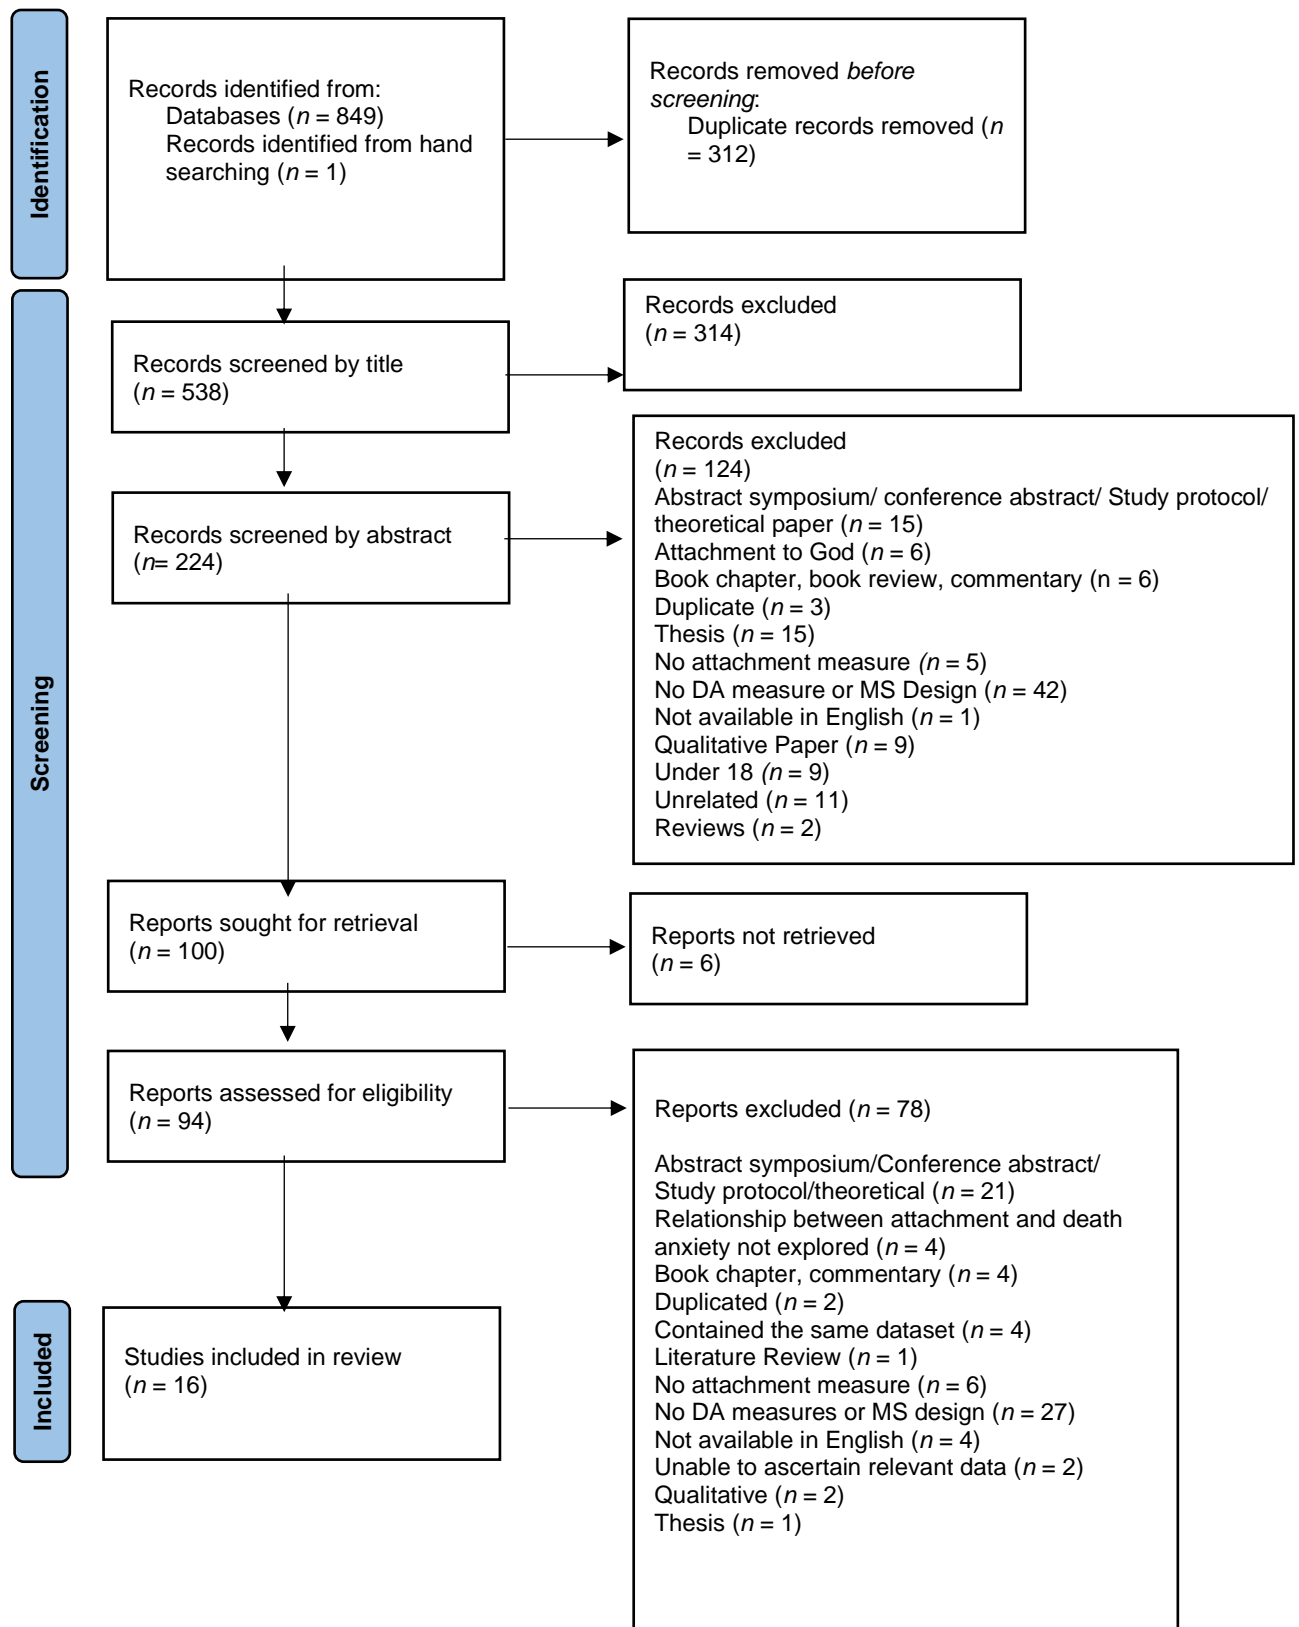 Identification
Records identified from:
Databases (n = 849)
Records identified from hand
searching (n = 1)
Records removed before
screening:
Duplicate records removed (n
= 312)
Screening
Records screened by title
(n = 538)
Records excluded
(n = 314)
Records screened by abstract
(n= 224)
Records excluded
(n = 124)
Abstract symposium/ conference abstract/ Study protocol/
theoretical paper (n = 15)
Attachment to God (n = 6)
Book chapter, book review, commentary (n = 6)
Duplicate (n = 3)
Thesis (n = 15)
No attachment measure (n = 5)
No DA measure or MS Design (n = 42)
Not available in English (n = 1)
Qualitative Paper (n = 9)
Under 18 (n = 9)
Unrelated (n = 11)
Reviews (n = 2)
Reports sought for retrieval
(n = 100)
Reports not retrieved
(n = 6)
Reports assessed for eligibility
(n = 94)
Reports excluded (n = 78)
Abstract symposium/Conference abstract/
Study protocol/theoretical (n = 21)
Relationship between attachment and death
anxiety not explored (n = 4)
Book chapter, commentary (n = 4)
Duplicated (n = 2)
Contained the same dataset (n = 4)
Literature Review (n = 1)
No attachment measure (n = 6)
No DA measures or MS design (n = 27)
Not available in English (n = 4)
Unable to ascertain relevant data (n = 2)
Qualitative (n = 2)
Thesis (n = 1)
Included
Studies included in review
(n = 16)